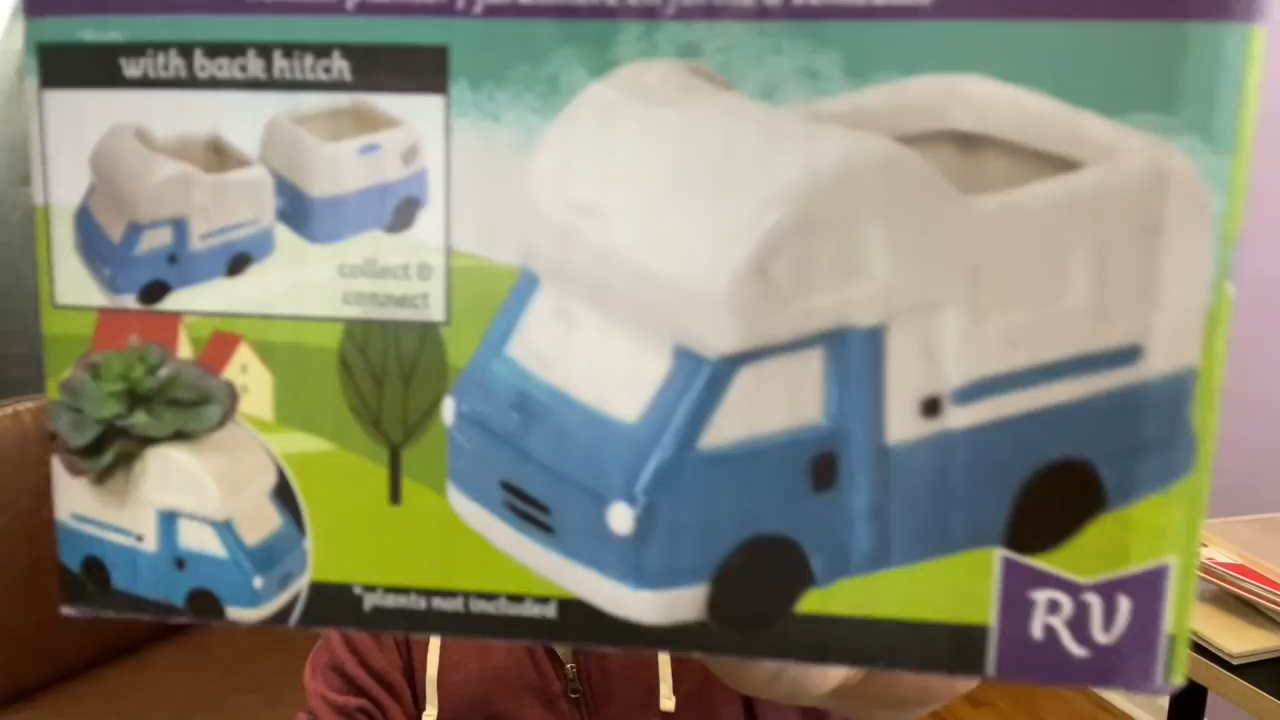 with back hitch
collect &
connect
*plants not included
RV